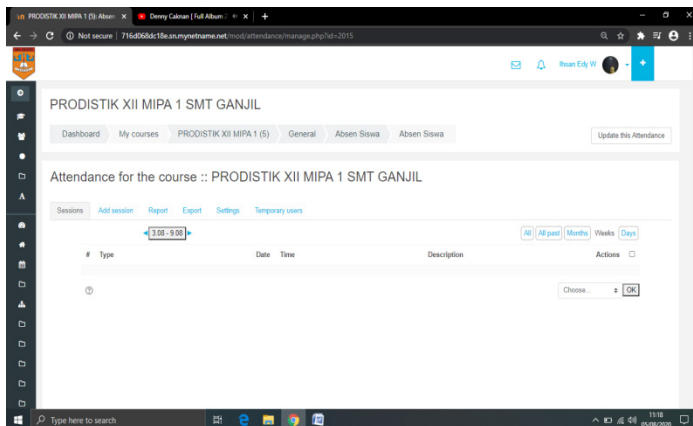 PRODISTIK XII MIPA 1 (5): Absen
Denny Caknan [ Full Album
Not secure | 716d068dc18e.sn.mynetname.net/mod/attendance/manage.php?id=2015
Ihsan Edy W
PRODISTIK XII MIPA 1 SMT GANJIL
Dashboard My courses PRODISTIK XII MIPA 1 (5) General Absen Siswa Absen Siswa
Update this Attendance
Attendance for the course :: PRODISTIK XII MIPA 1 SMT GANJIL
Sessions Add session Report Export Settings Temporary users
3.08 - 9.08
All All past Months Weeks Days
# Type Date Time Description Actions
Choose... OK
Type here to search
11:18
05/08/2020